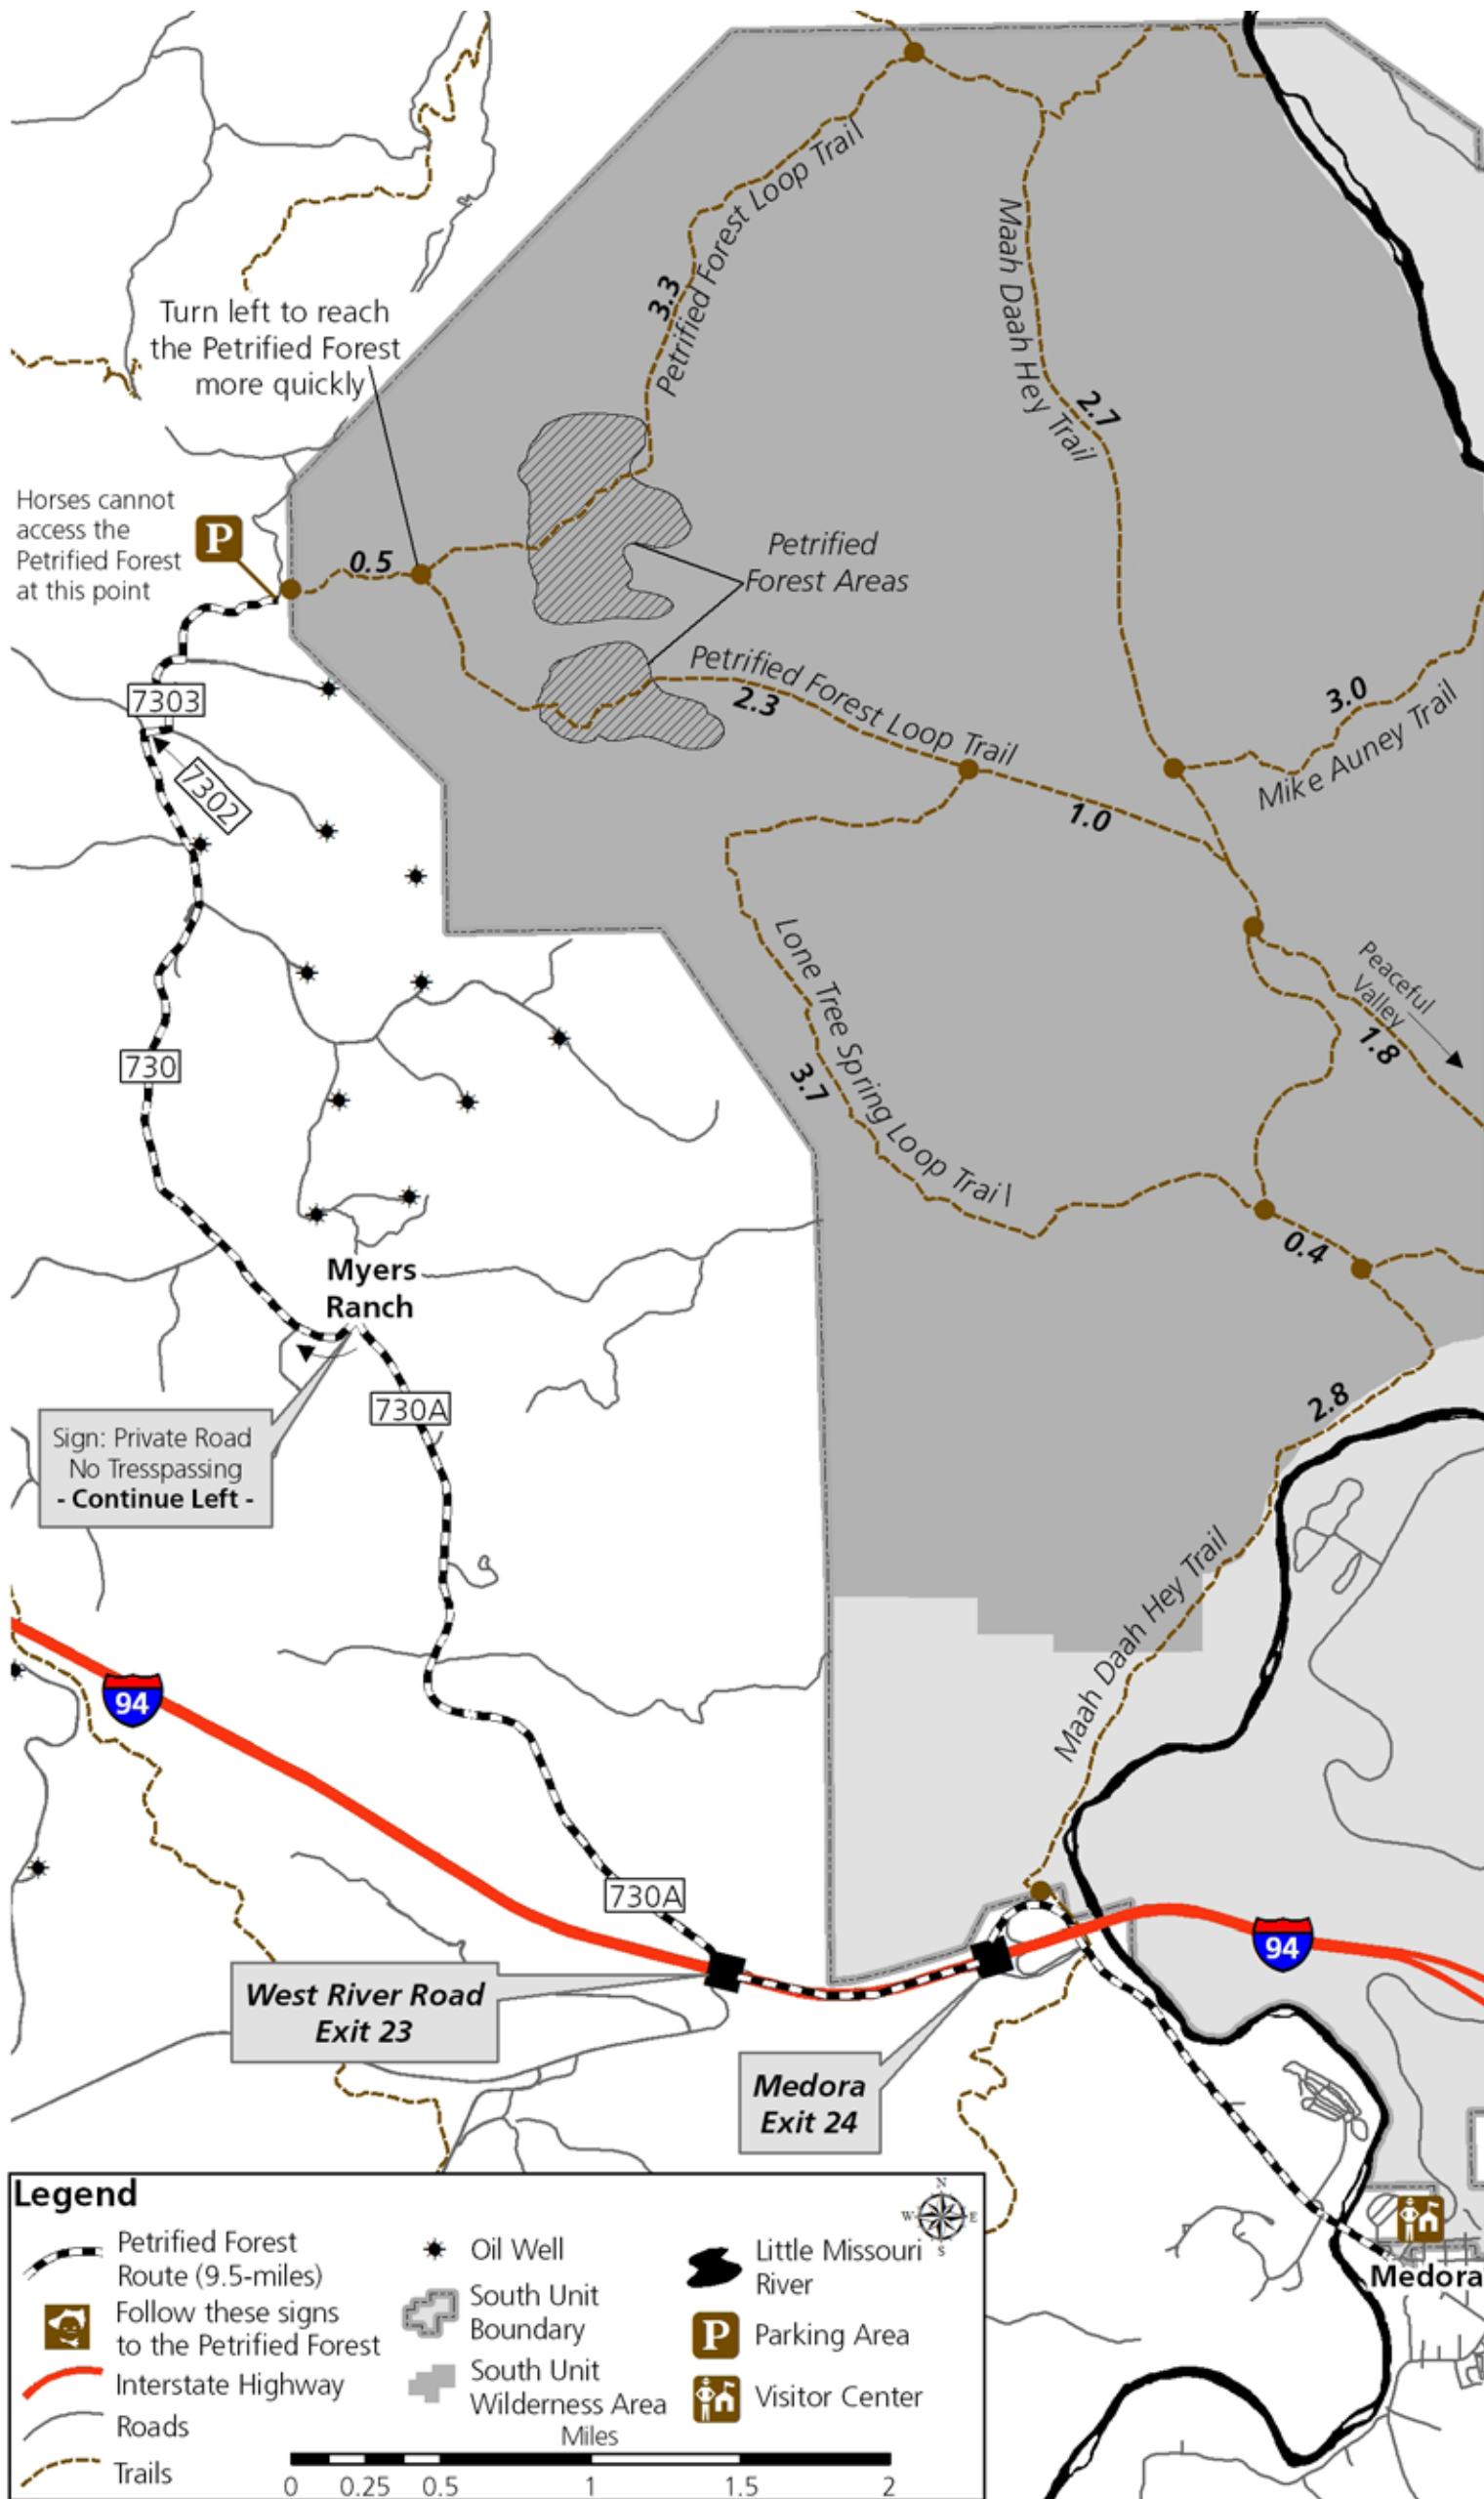 Petrified Forest Loop Trail
3.3
Maah Daah Hey Trail
2.7
Turn left to reach
the Petrified Forest
more quickly
Horses cannot
access the
Petrified Forest
at this point
P
0.5
Petrified
Forest Areas
Petrified Forest Loop Trail
2.3
7303
7302
3.0
Mike Auney Trail
1.0
Peaceful
Valley
1.8
Lone Tree Spring Loop Trail
3.7
730
0.4
Myers
Ranch
730A
2.8
Sign: Private Road
No Tresspassing
- Continue Left -
Maah Daah Hey Trail
94
730A
94
West River Road
Exit 23
Medora
Exit 24
Medora
Legend
N
W
E
S
Petrified Forest
Route (9.5-miles)
Follow these signs
to the Petrified Forest
Interstate Highway
Roads
Trails
Oil Well
South Unit
Boundary
South Unit
Wilderness Area
Little Missouri
River
P
Parking Area
Visitor Center
Miles
0 0.25 0.5 1 1.5 2